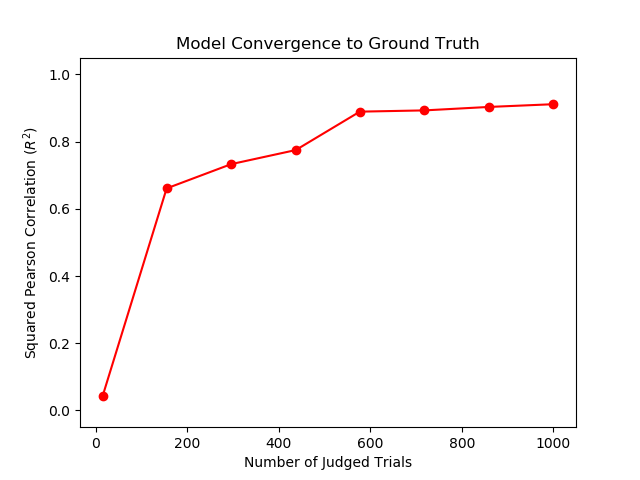 Model Convergence to Ground Truth
Squared Pearson Correlation (R²)
1.0
0.8
0.6
0.4
0.2
0.0
0 200 400 600 800 1000
Number of Judged Trials